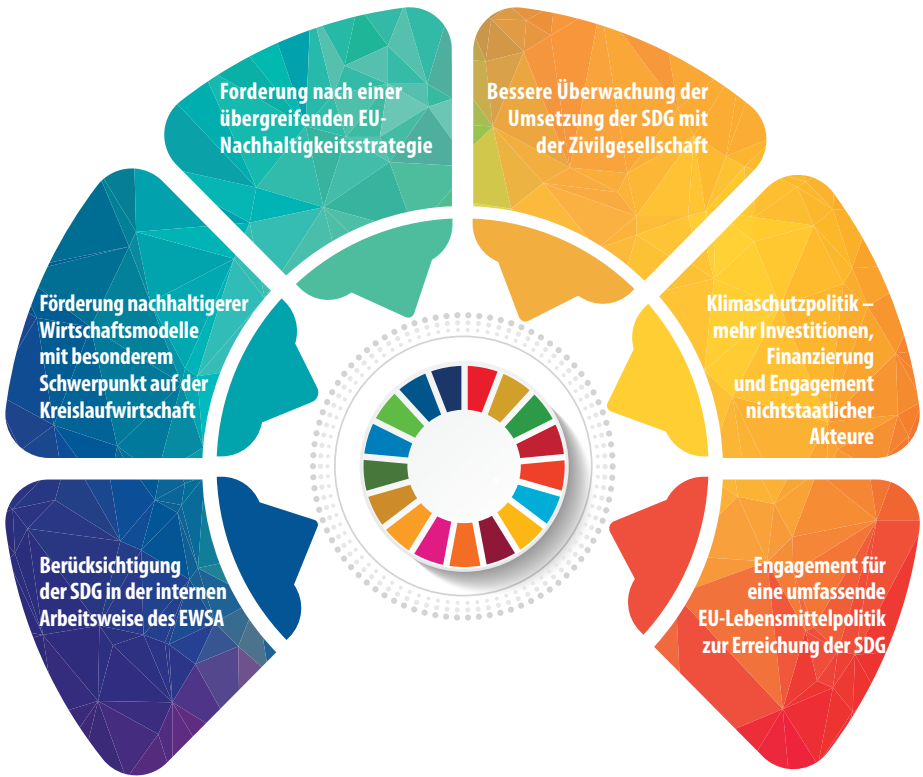 Forderung nach einer
übergreifenden EU-
Nachhaltigkeitsstrategie
Bessere Überwachung der
Umsetzung der SDG mit
der Zivilgesellschaft
Förderung nachhaltigerer
Wirtschaftsmodelle
mit besonderem
Schwerpunkt auf der
Kreislaufwirtschaft
Klimaschutzpolitik –
mehr Investitionen,
Finanzierung
und Engagement
nichtstaatlicher
Akteure
Berücksichtigung
der SDG in der internen
Arbeitsweise des EWSA
Engagement für
eine umfassende
EU-Lebensmittelpolitik
zur Erreichung der SDG